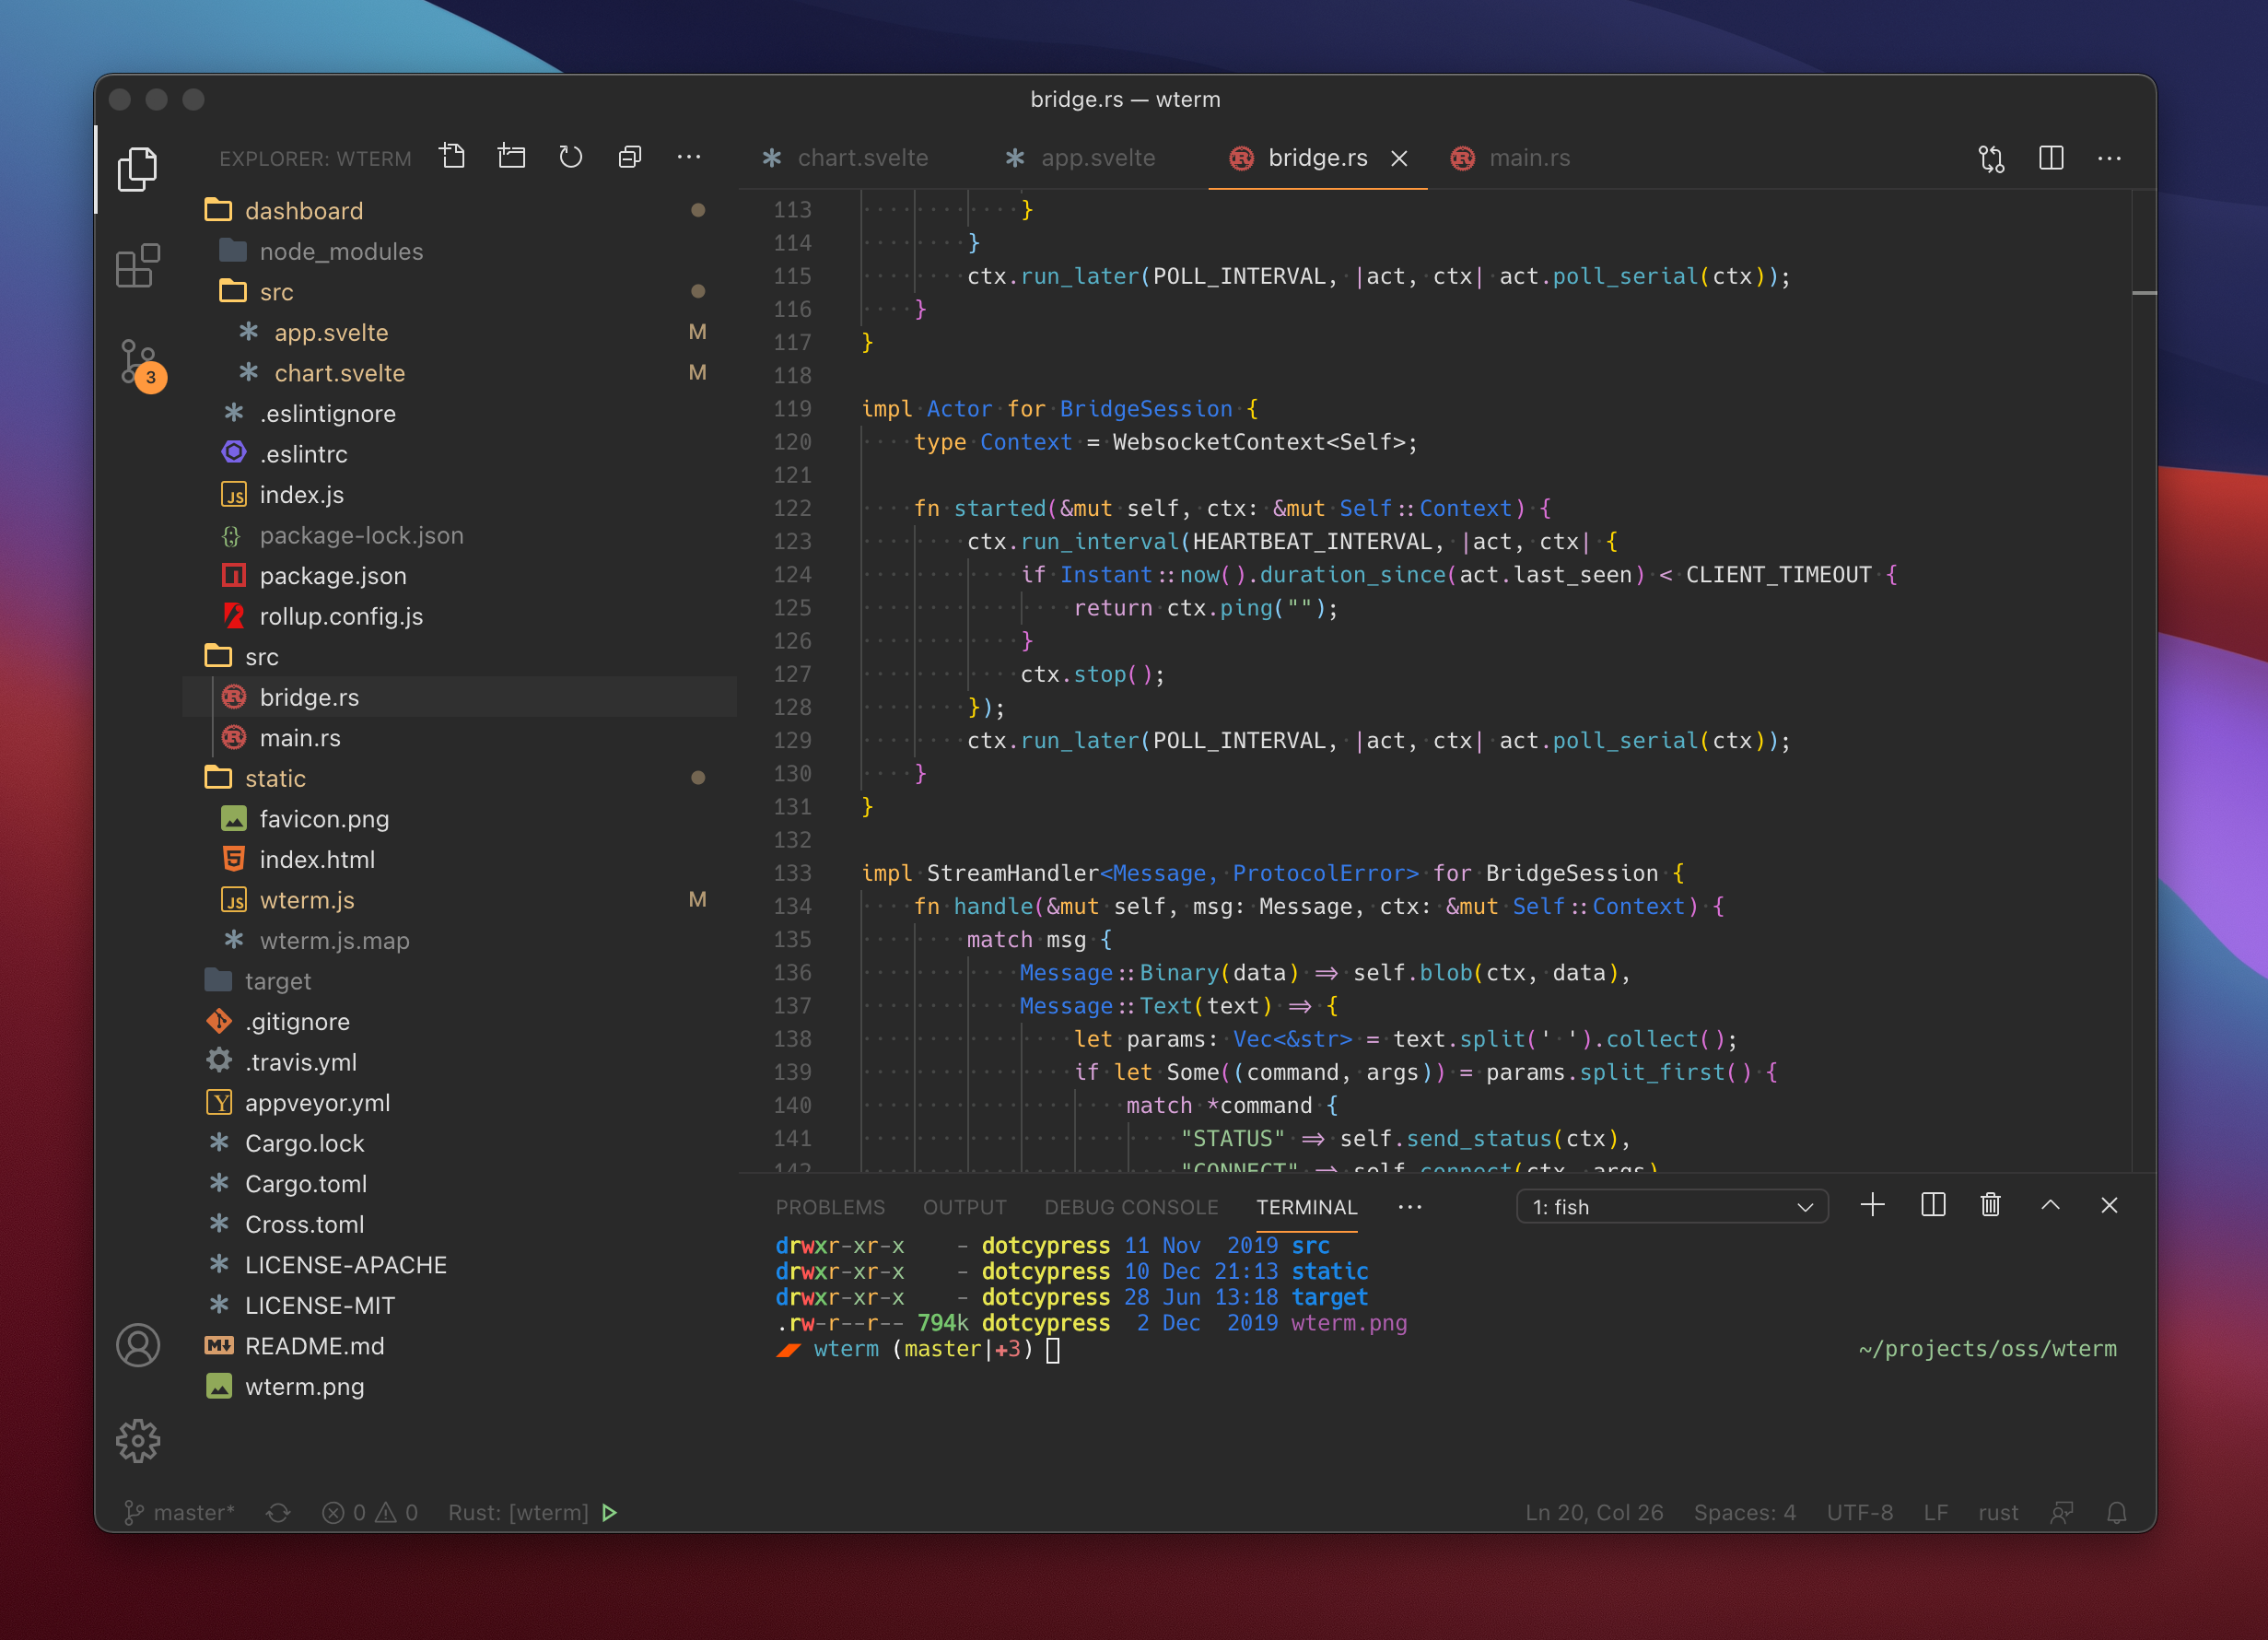 bridge.rs — wterm
EXPLORER: WTERM
chart.svelte
app.svelte
bridge.rs
main.rs
dashboard
node_modules
src
app.svelte M
chart.svelte M
.eslintignore
.eslintrc
index.js
package-lock.json
package.json
rollup.config.js
src
bridge.rs
main.rs
static
favicon.png
index.html
wterm.js M
wterm.js.map
target
.gitignore
.travis.yml
appveyor.yml
Cargo.lock
Cargo.toml
Cross.toml
LICENSE-APACHE
LICENSE-MIT
README.md
wterm.png
3
113 }
114 }
115 ctx.run_later(POLL_INTERVAL, |act, ctx| act.poll_serial(ctx));
116 }
117 }
118
119 impl Actor for BridgeSession {
120 type Context = WebsocketContext<Self>;
121
122 fn started(&mut self, ctx: &mut Self::Context) {
123 ctx.run_interval(HEARTBEAT_INTERVAL, |act, ctx| {
124 if Instant::now().duration_since(act.last_seen) < CLIENT_TIMEOUT {
125 return ctx.ping("");
126 }
127 ctx.stop();
128 });
129 ctx.run_later(POLL_INTERVAL, |act, ctx| act.poll_serial(ctx));
130 }
131 }
132
133 impl StreamHandler<Message, ProtocolError> for BridgeSession {
134 fn handle(&mut self, msg: Message, ctx: &mut Self::Context) {
135 match msg {
136 Message::Binary(data) => self.blob(ctx, data),
137 Message::Text(text) => {
138 let params: Vec<&str> = text.split(' ').collect();
139 if let Some((command, args)) = params.split_first() {
140 match *command {
141 "STATUS" => self.send_status(ctx),
142 "CONNECT" => self.connect(ctx, args)
PROBLEMS OUTPUT DEBUG CONSOLE TERMINAL
1: fish
drwxr-xr-x - dotcypress 11 Nov 2019 src
drwxr-xr-x - dotcypress 10 Dec 21:13 static
drwxr-xr-x - dotcypress 28 Jun 13:18 target
.rw-r--r-- 794k dotcypress 2 Dec 2019 wterm.png
wterm (master|✚3)
~/projects/oss/wterm
master* 0 0 Rust: [wterm]
Ln 20, Col 26 Spaces: 4 UTF-8 LF rust